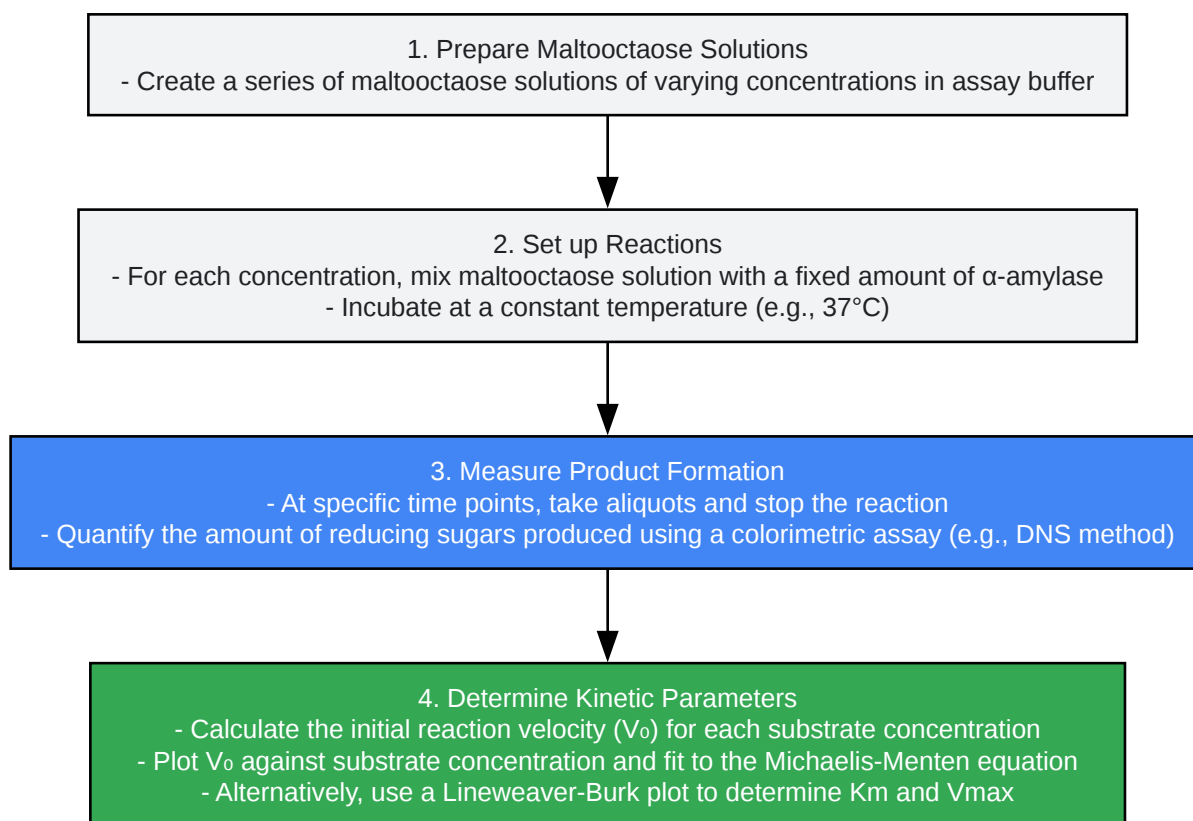 1. Prepare Maltooctaose Solutions
- Create a series of maltooctaose solutions of varying concentrations in assay buffer
2. Set up Reactions
- For each concentration, mix maltooctaose solution with a fixed amount of α-amylase
- Incubate at a constant temperature (e.g., 37°C)
3. Measure Product Formation
- At specific time points, take aliquots and stop the reaction
- Quantify the amount of reducing sugars produced using a colorimetric assay (e.g., DNS method)
4. Determine Kinetic Parameters
- Calculate the initial reaction velocity (V₀) for each substrate concentration
- Plot V₀ against substrate concentration and fit to the Michaelis-Menten equation
- Alternatively, use a Lineweaver-Burk plot to determine Km and Vmax